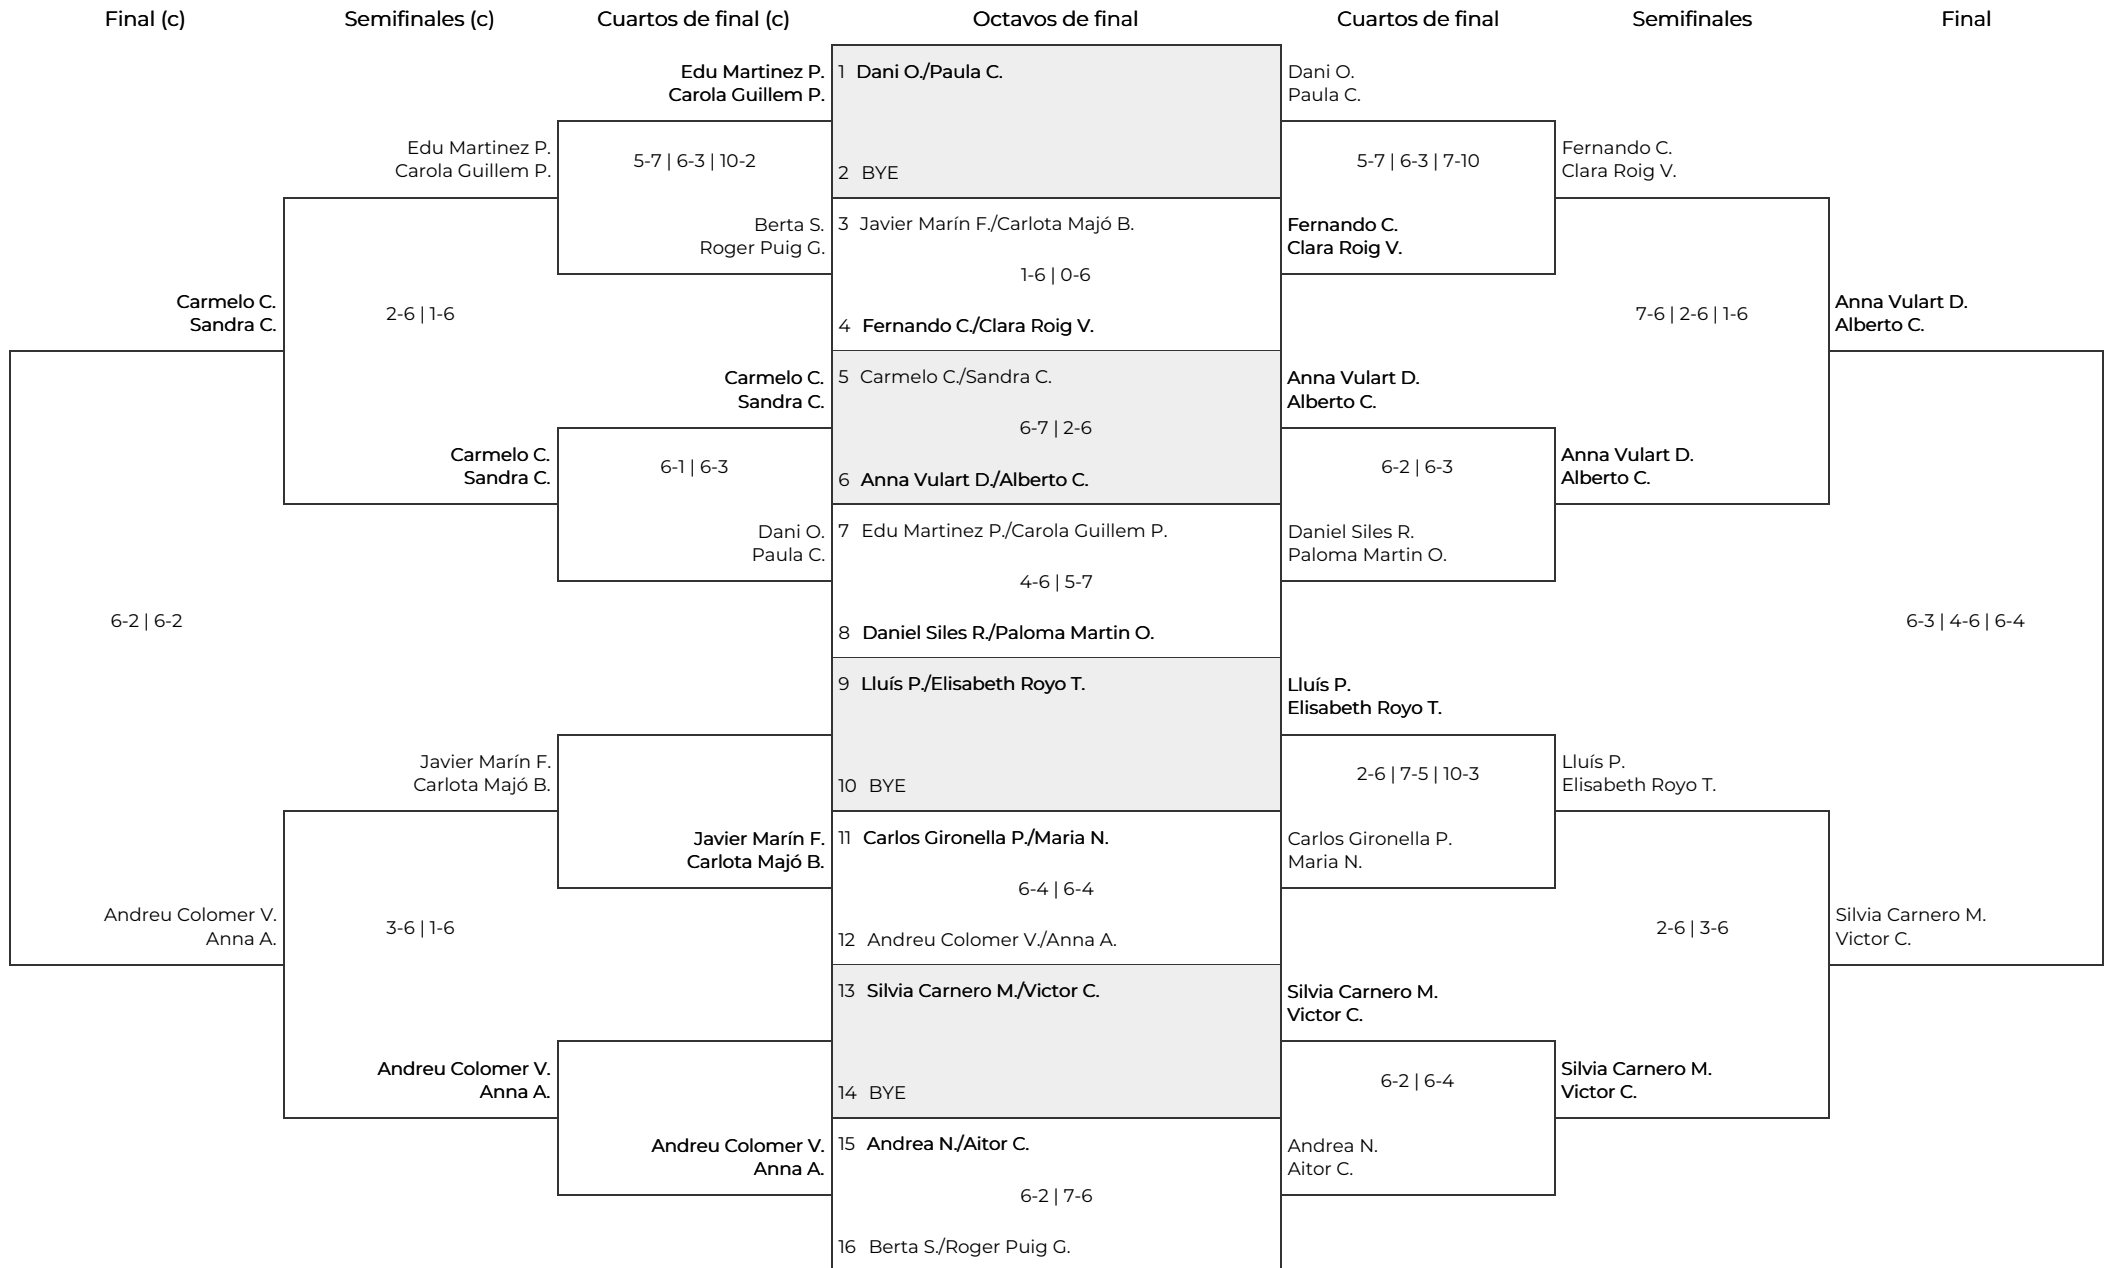 Final (c)
Semifinales (c)
Cuartos de final (c)
Octavos de final
Cuartos de final
Semifinales
Final
Carmelo C.
Sandra C.
6-2 | 6-2
Andreu Colomer V.
Anna A.
Edu Martinez P.
Carola Guillem P.
2-6 | 1-6
Carmelo C.
Sandra C.
Javier Marín F.
Carlota Majó B.
3-6 | 1-6
Andreu Colomer V.
Anna A.
Edu Martinez P.
Carola Guillem P.
5-7 | 6-3 | 10-2
Berta S.
Roger Puig G.
Carmelo C.
Sandra C.
6-1 | 6-3
Dani O.
Paula C.
Javier Marín F.
Carlota Majó B.
Andreu Colomer V.
Anna A.
1 Dani O./Paula C.
2 BYE
3 Javier Marín F./Carlota Majó B.
1-6 | 0-6
4 Fernando C./Clara Roig V.
5 Carmelo C./Sandra C.
6-7 | 2-6
6 Anna Vulart D./Alberto C.
7 Edu Martinez P./Carola Guillem P.
4-6 | 5-7
8 Daniel Siles R./Paloma Martin O.
9 Lluís P./Elisabeth Royo T.
10 BYE
11 Carlos Gironella P./Maria N.
6-4 | 6-4
12 Andreu Colomer V./Anna A.
13 Silvia Carnero M./Victor C.
14 BYE
15 Andrea N./Aitor C.
6-2 | 7-6
16 Berta S./Roger Puig G.
Dani O.
Paula C.
5-7 | 6-3 | 7-10
Fernando C.
Clara Roig V.
Anna Vulart D.
Alberto C.
6-2 | 6-3
Daniel Siles R.
Paloma Martin O.
Lluís P.
Elisabeth Royo T.
2-6 | 7-5 | 10-3
Carlos Gironella P.
Maria N.
Silvia Carnero M.
Victor C.
6-2 | 6-4
Andrea N.
Aitor C.
Fernando C.
Clara Roig V.
7-6 | 2-6 | 1-6
Anna Vulart D.
Alberto C.
Lluís P.
Elisabeth Royo T.
2-6 | 3-6
Silvia Carnero M.
Victor C.
Anna Vulart D.
Alberto C.
6-3 | 4-6 | 6-4
Silvia Carnero M.
Victor C.